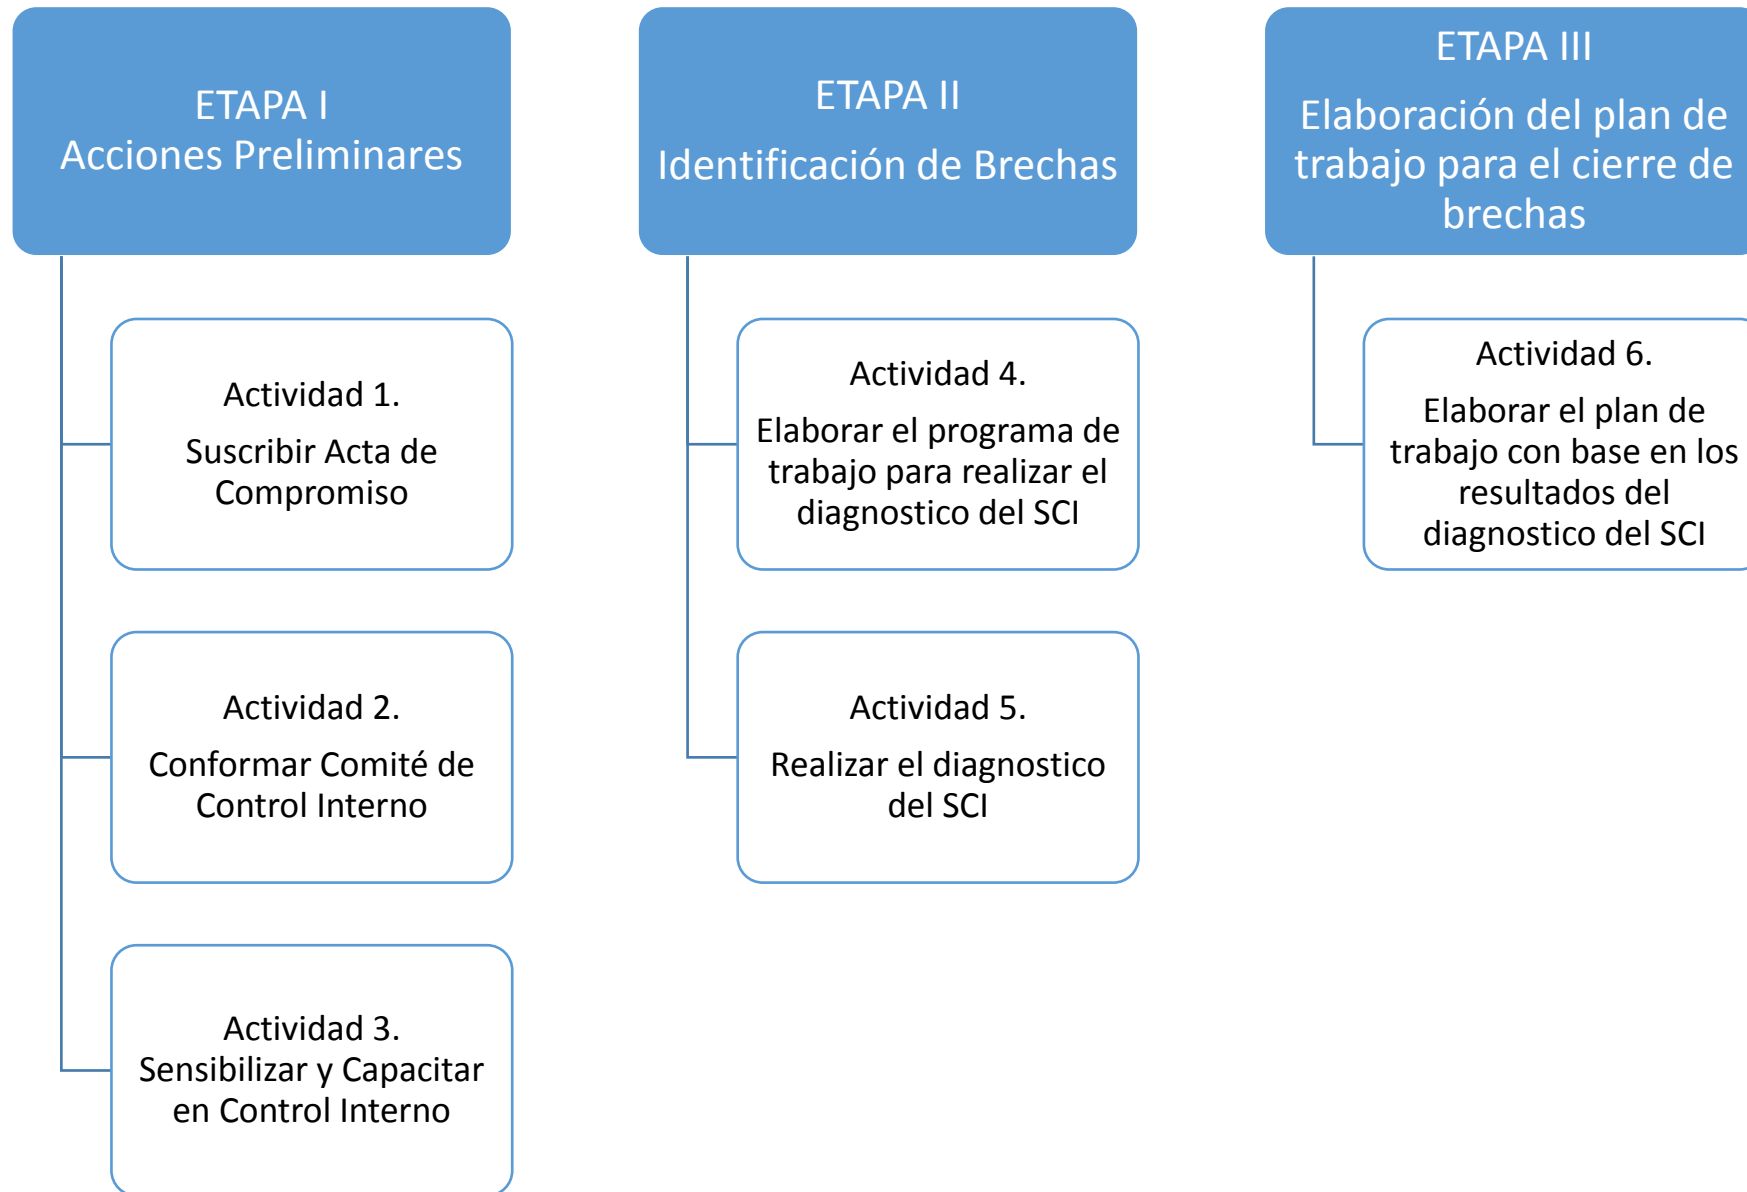 ETAPA I
Acciones Preliminares
Actividad 1.
Suscribir Acta de
Compromiso
Actividad 2.
Conformar Comité de
Control Interno
Actividad 3.
Sensibilizar y Capacitar
en Control Interno
ETAPA II
Identificación de Brechas
Actividad 4.
Elaborar el programa de
trabajo para realizar el
diagnostico del SCI
Actividad 5.
Realizar el diagnostico
del SCI
ETAPA III
Elaboración del plan de
trabajo para el cierre de
brechas
Actividad 6.
Elaborar el plan de
trabajo con base en los
resultados del
diagnostico del SCI